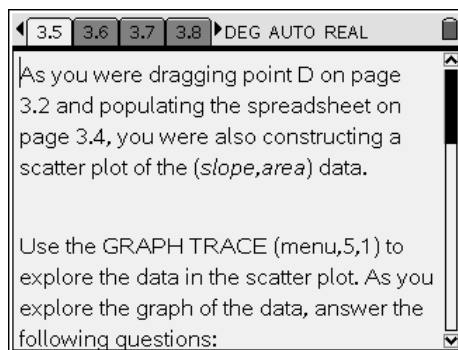 3.5 3.6 3.7 3.8 DEG AUTO REAL
As you were dragging point D on page
3.2 and populating the spreadsheet on
page 3.4, you were also constructing a
scatter plot of the (slope,area) data.
Use the GRAPH TRACE (menu,5,1) to
explore the data in the scatter plot. As you
explore the graph of the data, answer the
following questions: